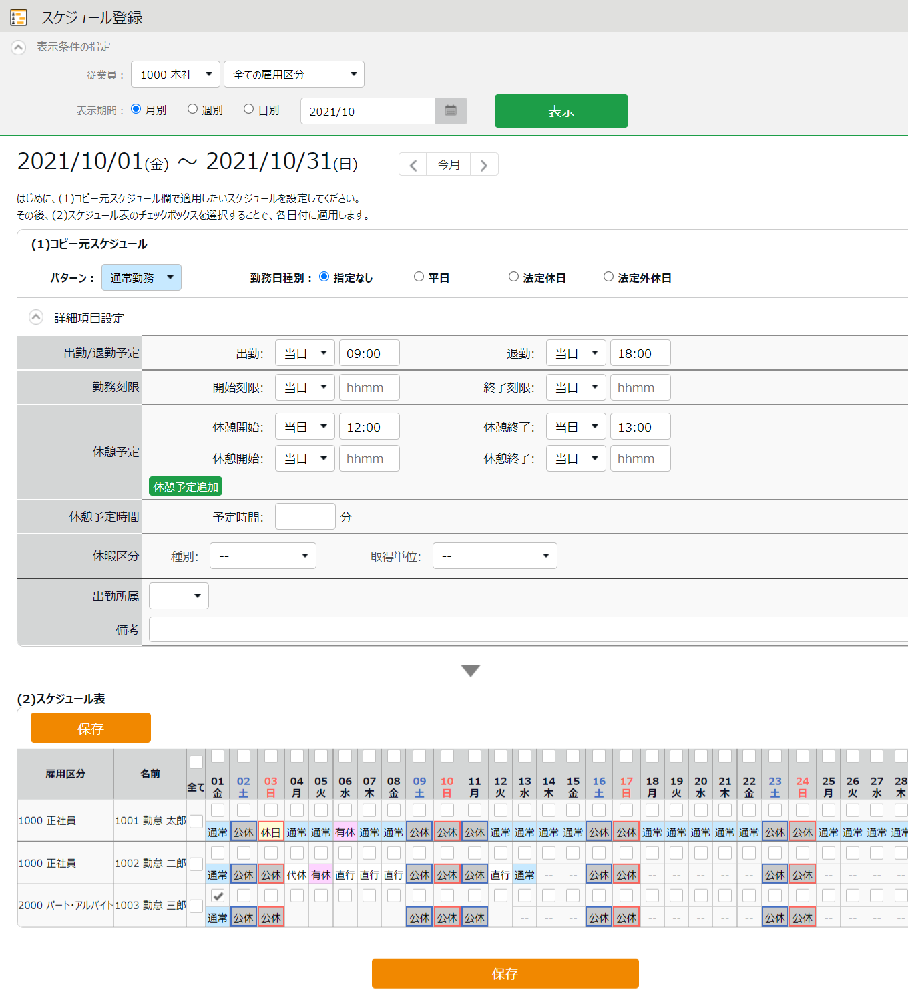 スケジュール登録
表示条件の指定
従業員： 1000 本社 全ての雇用区分
表示期間： 月別 週別 日別 2021/10 表示
2021/10/01(金) ～ 2021/10/31(日) 今月
はじめに、(1)コピー元スケジュール欄で適用したいスケジュールを設定してください。
その後、(2)スケジュール表のチェックボックスを選択することで、各日付に適用します。
(1)コピー元スケジュール
パターン： 通常勤務 勤務日種別： 指定なし 平日 法定休日 法定外休日
詳細項目設定
出勤/退勤予定 出勤: 当日 09:00 退勤: 当日 18:00
勤務刻限 開始刻限: 当日 hhmm 終了刻限: 当日 hhmm
休憩開始: 当日 12:00 休憩終了: 当日 13:00
休憩予定
休憩開始: 当日 hhmm 休憩終了: 当日 hhmm
休憩予定追加
休憩予定時間 予定時間: 分
休暇区分 種別: -- 取得単位: --
出勤所属 --
備考
(2)スケジュール表
保存
雇用区分 名前 全て
01 02 03 04 05 06 07 08 09 10 11 12 13 14 15 16 17 18 19 20 21 22 23 24 25 26 27 28
金 土 日 月 火 水 木 金 土 日 月 火 水 木 金 土 日 月 火 水 木 金 土 日 月 火 水 木
1000 正社員 1001 勤怠 太郎
通常 公休 休日 通常 通常 有休 通常 通常 公休 公休 公休 通常 通常 通常 通常 公休 公休 通常 通常 通常 通常 通常 公休 公休 通常 通常 通常 通常
1000 正社員 1002 勤怠 二郎
通常 公休 公休 代休 有休 直行 直行 直行 公休 公休 公休 直行 通常 -- -- 公休 公休 -- -- -- -- -- 公休 公休 -- -- -- --
2000 パート・アルバイト 1003 勤怠 三郎
通常 公休 公休 公休 公休 公休 -- -- -- 公休 公休 -- -- -- -- -- 公休 公休 -- -- -- --
保存